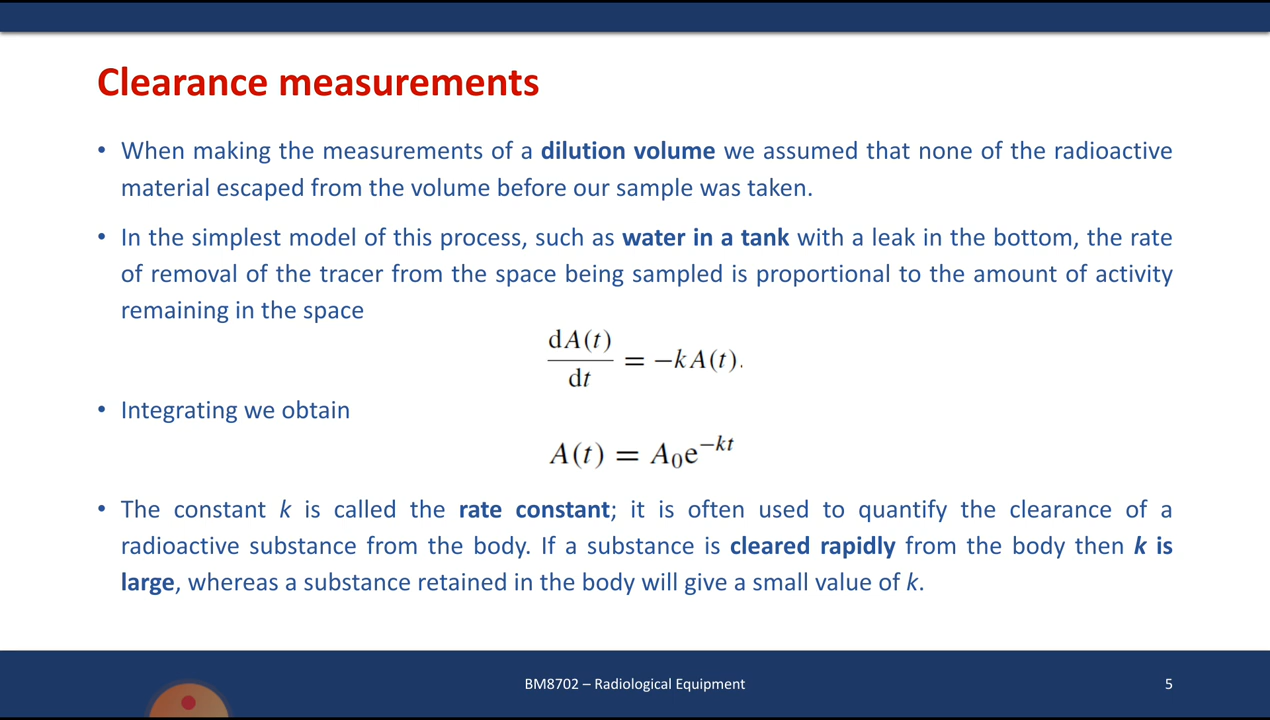 Clearance measurements
• When making the measurements of a dilution volume we assumed that none of the radioactive
material escaped from the volume before our sample was taken.
• In the simplest model of this process, such as water in a tank with a leak in the bottom, the rate
of removal of the tracer from the space being sampled is proportional to the amount of activity
remaining in the space
dA(t)/dt = −kA(t).
• Integrating we obtain
A(t) = A₀e^{−kt}
• The constant k is called the rate constant; it is often used to quantify the clearance of a
radioactive substance from the body. If a substance is cleared rapidly from the body then k is
large, whereas a substance retained in the body will give a small value of k.
BM8702 – Radiological Equipment
5